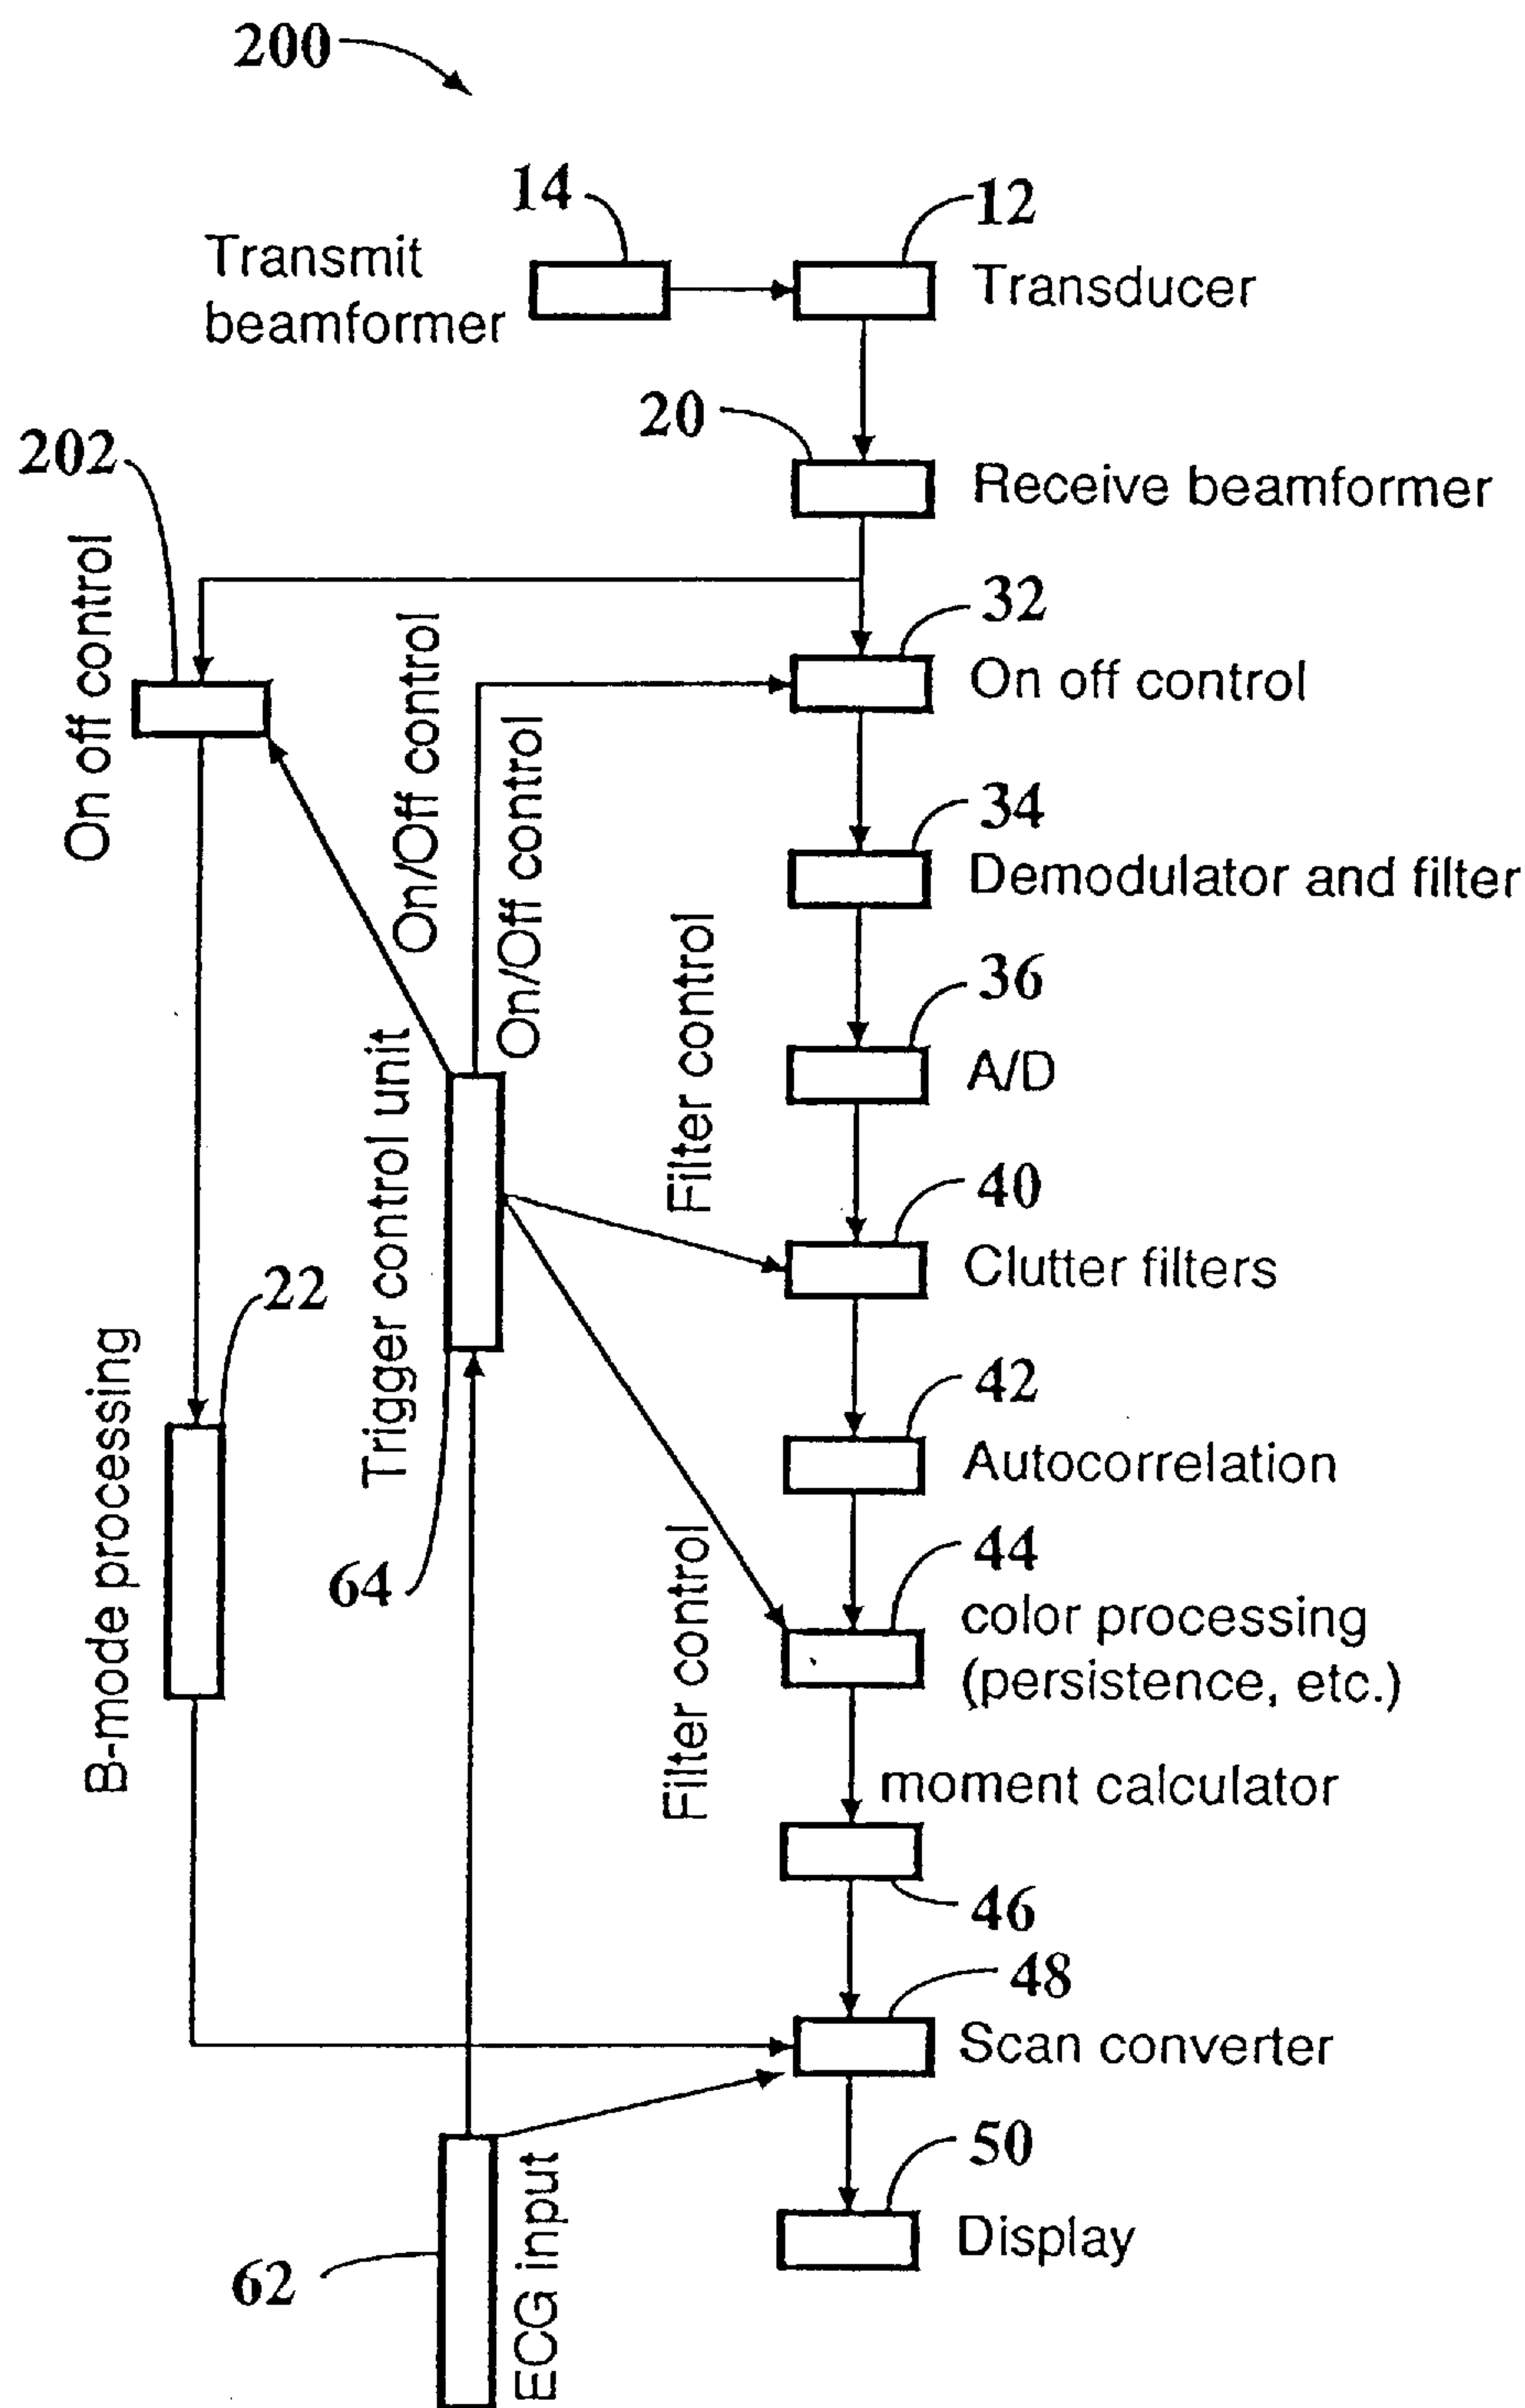 200
14
12
Transmit
beamformer
Transducer
20
Receive beamformer
202
On off control
32
On off control
On/Off control
On/Off control
34
Demodulator and filter
36
A/D
Filter control
Trigger control unit
40
Clutter filters
22
B-mode processing
42
Autocorrelation
64
44
color processing
(persistence, etc.)
Filter control
moment calculator
46
48
Scan converter
50
Display
62
ECG input